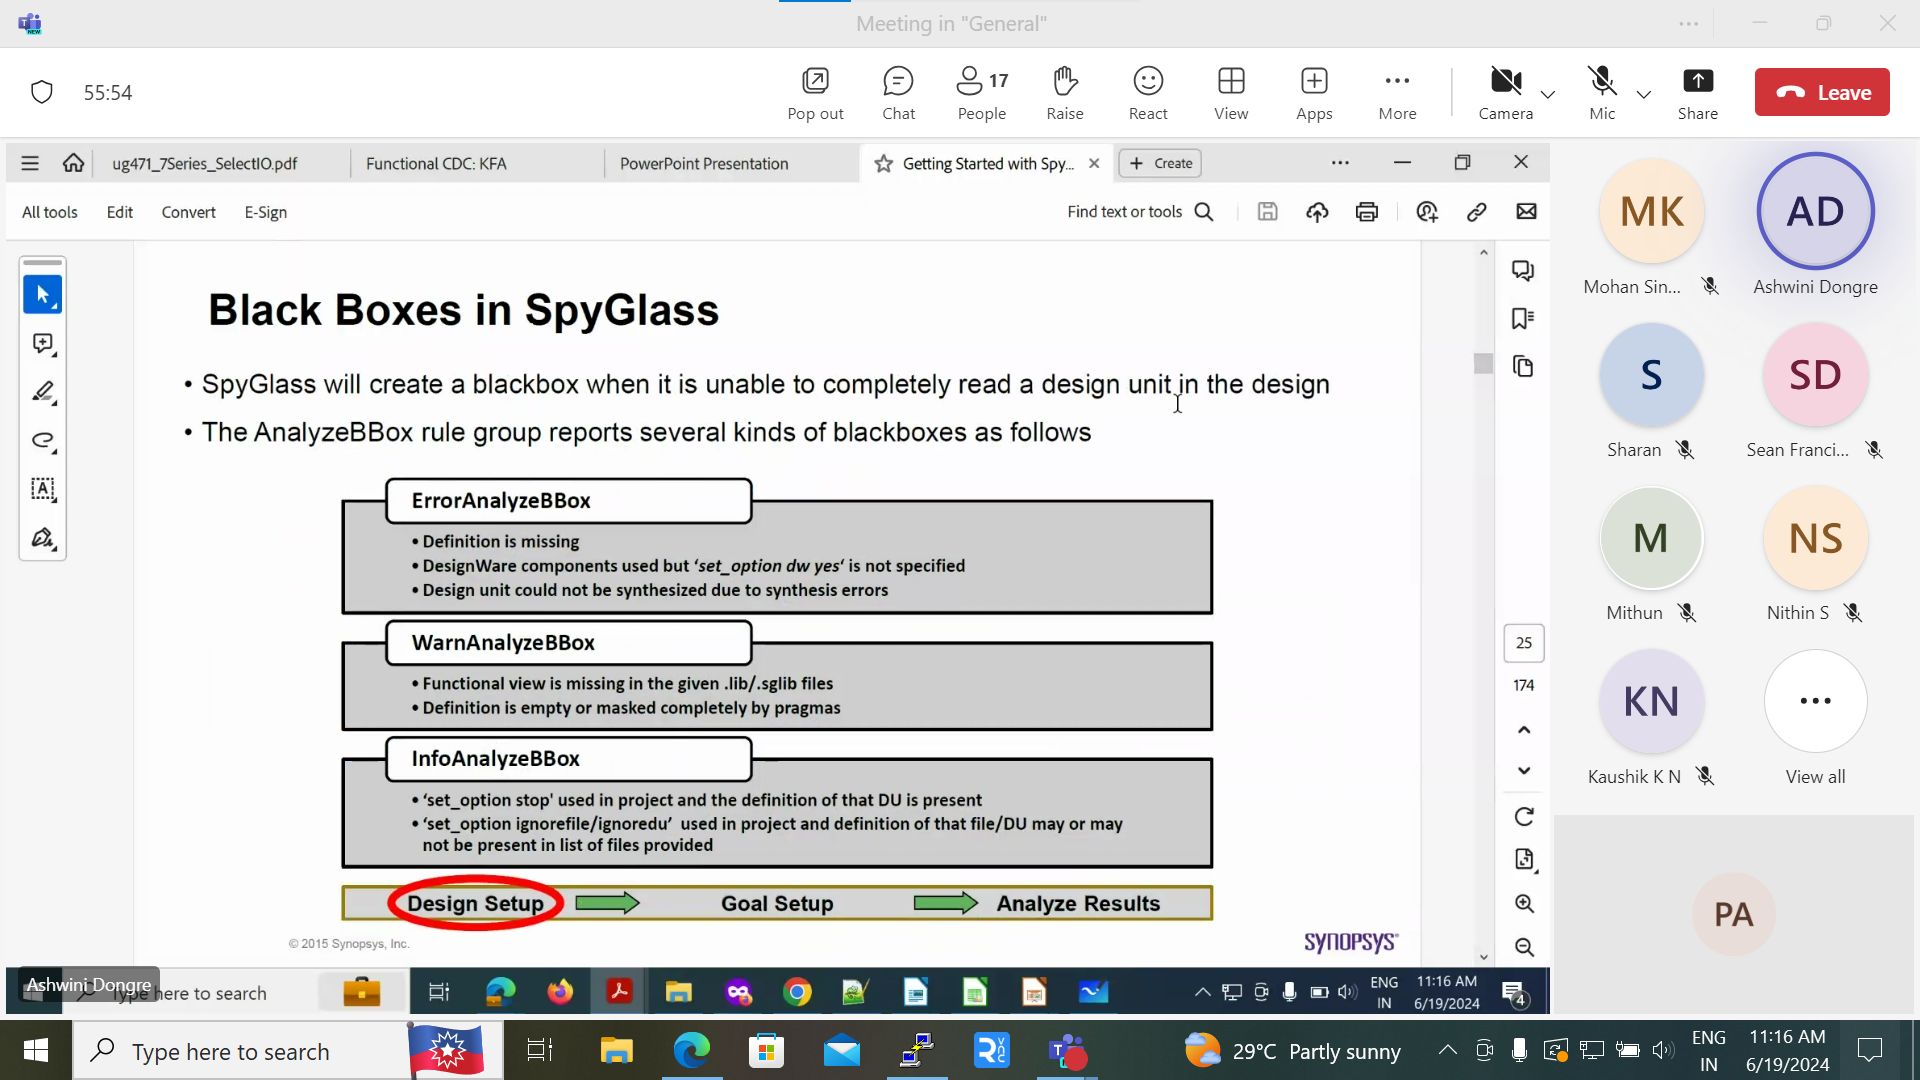 Meeting in "General"
55:54
Pop out
Chat
17
People
Raise
React
View
Apps
More
Camera
Mic
Share
Leave
ug471_7Series_SelectIO.pdf
Functional CDC: KFA
PowerPoint Presentation
Getting Started with Spy...
Create
All tools
Edit
Convert
E-Sign
Find text or tools
Black Boxes in SpyGlass
• SpyGlass will create a blackbox when it is unable to completely read a design unit in the design
• The AnalyzeBBox rule group reports several kinds of blackboxes as follows
ErrorAnalyzeBBox
• Definition is missing
• DesignWare components used but ‘set_option dw yes‘ is not specified
• Design unit could not be synthesized due to synthesis errors
WarnAnalyzeBBox
• Functional view is missing in the given .lib/.sglib files
• Definition is empty or masked completely by pragmas
InfoAnalyzeBBox
• ‘set_option stop' used in project and the definition of that DU is present
• ‘set_option ignorefile/ignoredu’ used in project and definition of that file/DU may or may
not be present in list of files provided
Design Setup
Goal Setup
Analyze Results
© 2015 Synopsys, Inc.
SYNOPSYS®
25
174
MK
Mohan Sin...
AD
Ashwini Dongre
S
Sharan
SD
Sean Franci...
M
Mithun
NS
Nithin S
KN
Kaushik K N
View all
PA
Ashwini Dongre
Type here to search
ENG
IN
11:16 AM
6/19/2024
4
Type here to search
29°C Partly sunny
ENG
IN
11:16 AM
6/19/2024